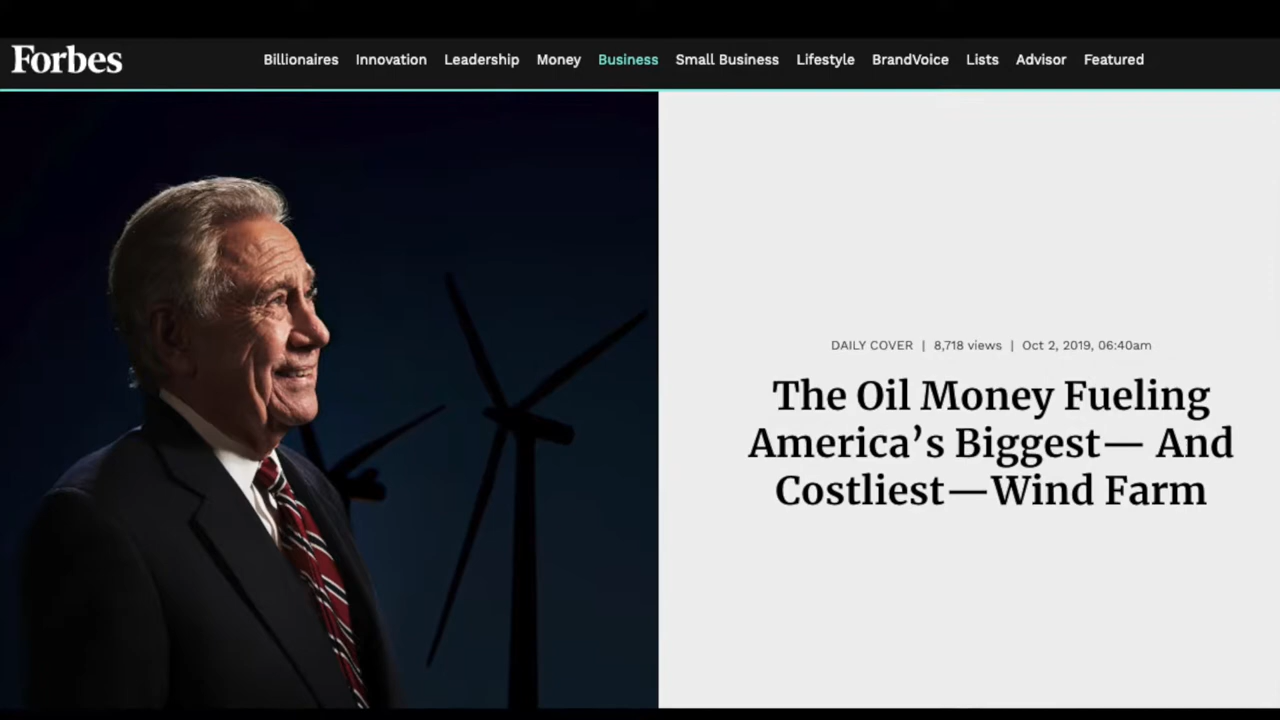 Forbes
Billionaires Innovation Leadership Money Business Small Business Lifestyle BrandVoice Lists Advisor Featured
DAILY COVER | 8,718 views | Oct 2, 2019, 06:40am
The Oil Money Fueling
America’s Biggest— And
Costliest—Wind Farm